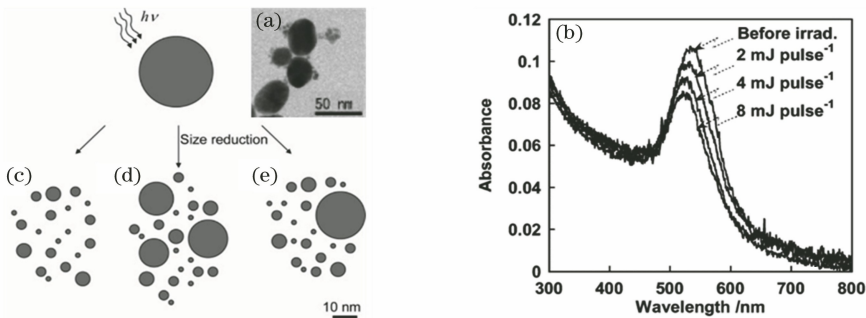 hν
(a)
50 nm
Size reduction
(c)
(d)
(e)
10 nm
(b)
Before irrad.
2 mJ pulse⁻¹
4 mJ pulse⁻¹
8 mJ pulse⁻¹
0.12
0.1
0.08
0.06
0.04
0.02
0
Absorbance
300 400 500 600 700 800
Wavelength /nm